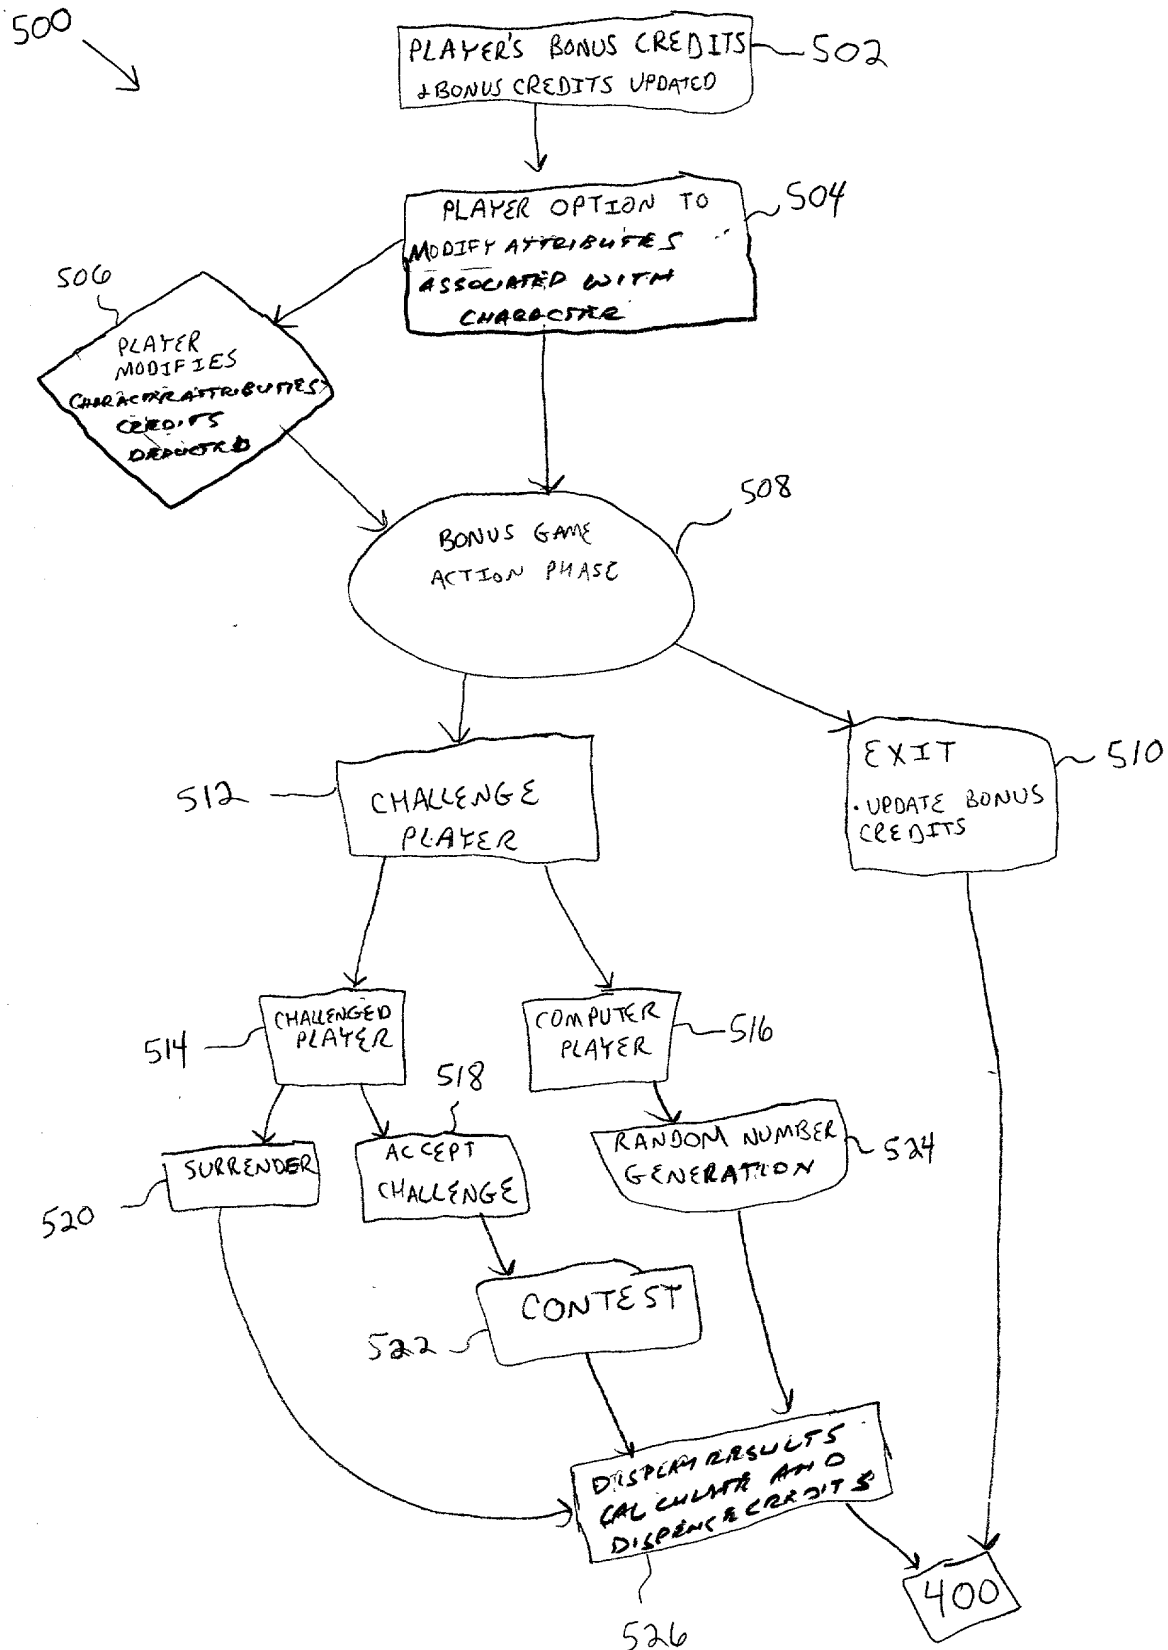 500
PLAYER'S BONUS CREDITS
& BONUS CREDITS UPDATED
502
PLAYER OPTION TO
MODIFY ATTRIBUTES
ASSOCIATED WITH
CHARACTER
504
506
PLAYER
MODIFIES
CHARACTER ATTRIBUTES
CREDITS
DEDUCTED
BONUS GAME
ACTION PHASE
508
512
CHALLENGE
PLAYER
EXIT
• UPDATE BONUS
CREDITS
510
514
CHALLENGED
PLAYER
COMPUTER
PLAYER
516
518
520
SURRENDER
ACCEPT
CHALLENGE
RANDOM NUMBER
GENERATION
524
CONTEST
522
DISPLAY RESULTS
CALCULATE AND
DISPENSE CREDITS
526
400